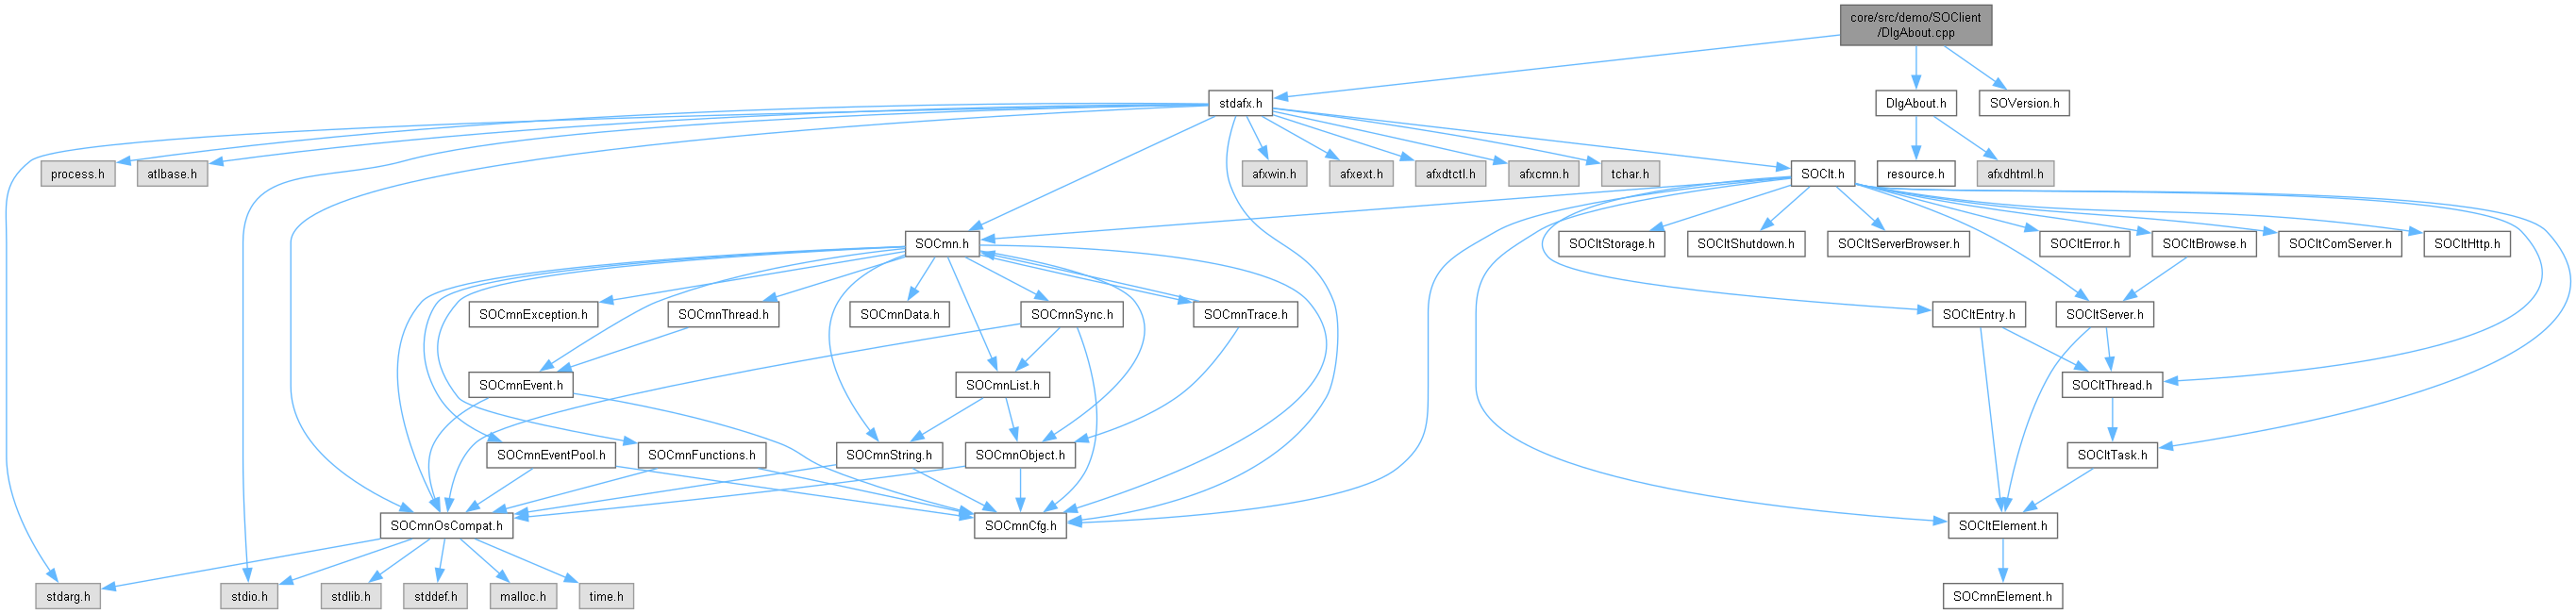 core/src/demo/SOClient
/DlgAbout.cpp
stdafx.h
DlgAbout.h
SOVersion.h
process.h
atlbase.h
afxwin.h
afxext.h
afxdtctl.h
afxcmn.h
tchar.h
SOClt.h
resource.h
afxdhtml.h
SOCmn.h
SOCltStorage.h
SOCltShutdown.h
SOCltServerBrowser.h
SOCltError.h
SOCltBrowse.h
SOCltComServer.h
SOCltHttp.h
SOCmnException.h
SOCmnThread.h
SOCmnData.h
SOCmnSync.h
SOCmnTrace.h
SOCltEntry.h
SOCltServer.h
SOCmnEvent.h
SOCmnList.h
SOCltThread.h
SOCmnEventPool.h
SOCmnFunctions.h
SOCmnString.h
SOCmnObject.h
SOCltTask.h
SOCmnOsCompat.h
SOCmnCfg.h
SOCltElement.h
stdarg.h
stdio.h
stdlib.h
stddef.h
malloc.h
time.h
SOCmnElement.h